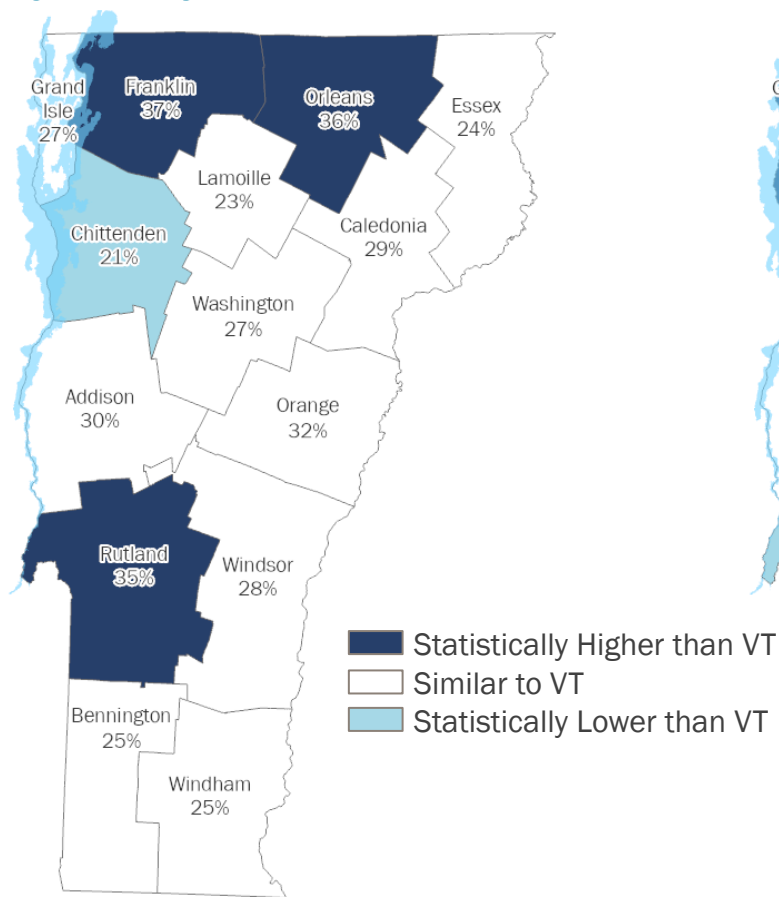 Grand
Isle
27%
Franklin
37%
Orleans
36%
Essex
24%
Lamoille
23%
Chittenden
21%
Caledonia
29%
Washington
27%
Addison
30%
Orange
32%
Rutland
35%
Windsor
28%
Statistically Higher than VT
Similar to VT
Statistically Lower than VT
Bennington
25%
Windham
25%